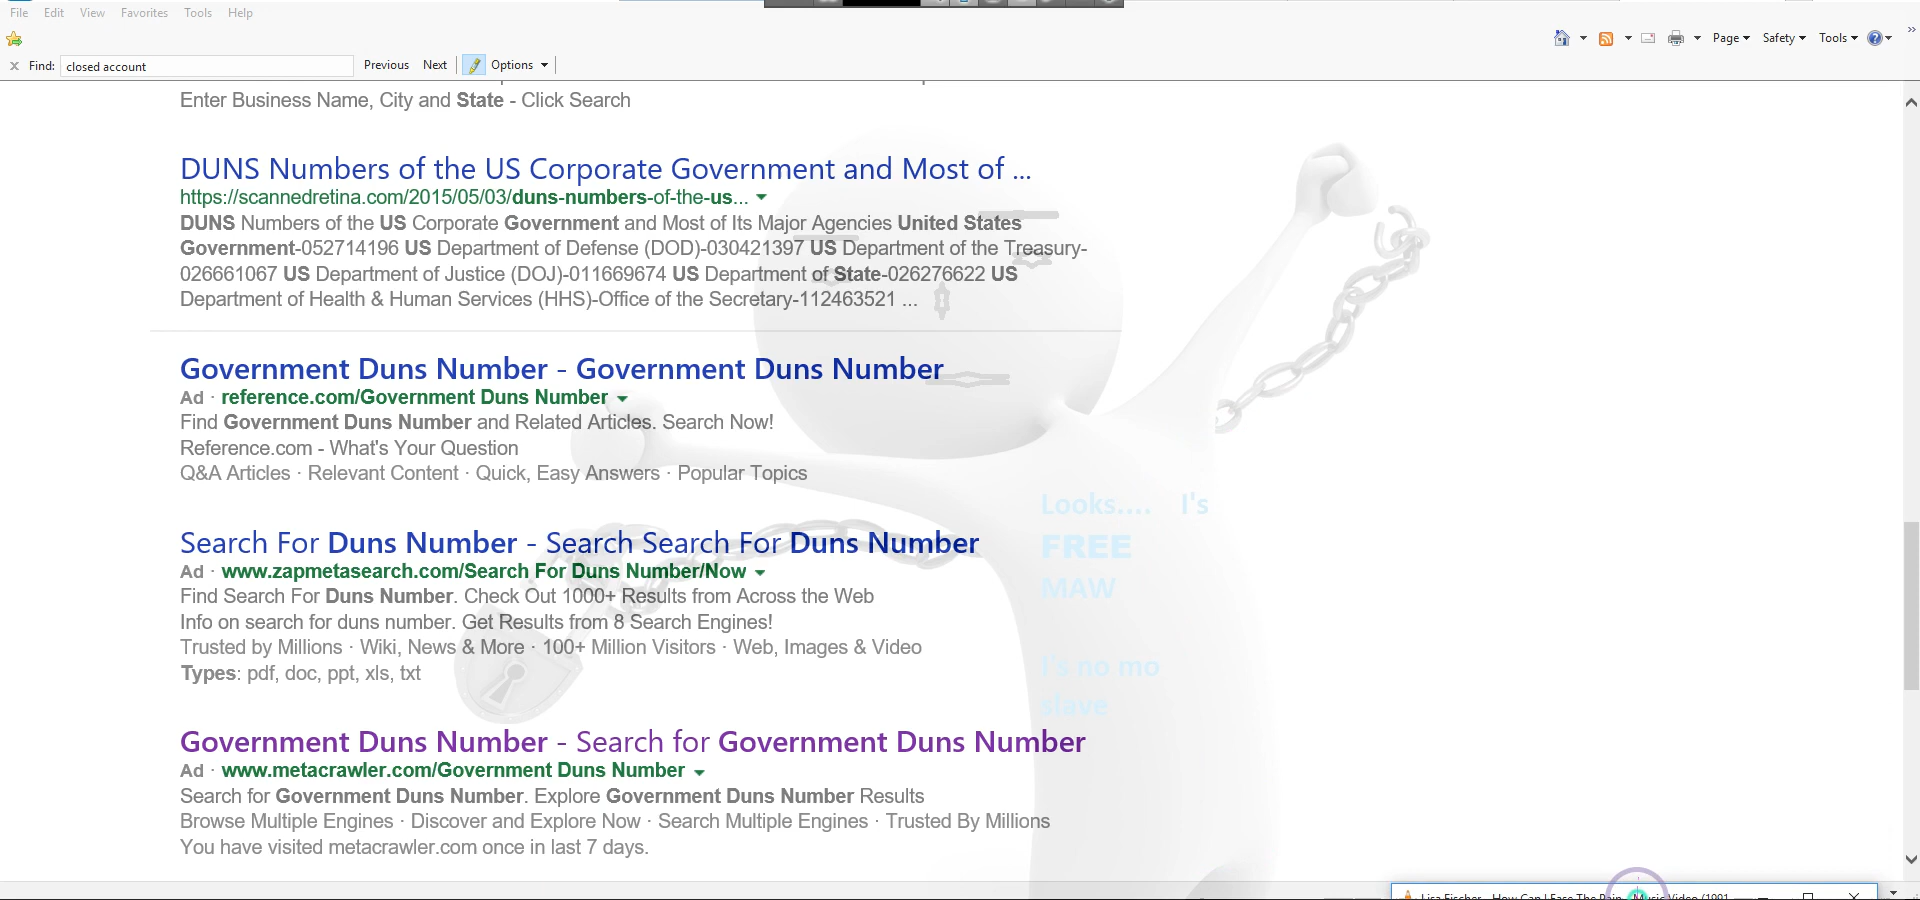 File Edit View Favorites Tools Help
Page Safety Tools
Find: closed account Previous Next Options
Enter Business Name, City and State - Click Search
DUNS Numbers of the US Corporate Government and Most of ...
https://scannedretina.com/2015/05/03/duns-numbers-of-the-us...
DUNS Numbers of the US Corporate Government and Most of Its Major Agencies United States
Government-052714196 US Department of Defense (DOD)-030421397 US Department of the Treasury-
026661067 US Department of Justice (DOJ)-011669674 US Department of State-026276622 US
Department of Health & Human Services (HHS)-Office of the Secretary-112463521 ...
Government Duns Number - Government Duns Number
Ad · reference.com/Government Duns Number
Find Government Duns Number and Related Articles. Search Now!
Reference.com - What's Your Question
Q&A Articles · Relevant Content · Quick, Easy Answers · Popular Topics
Looks.... I's
FREE
MAW
I's no mo
slave
Search For Duns Number - Search Search For Duns Number
Ad · www.zapmetasearch.com/Search For Duns Number/Now
Find Search For Duns Number. Check Out 1000+ Results from Across the Web
Info on search for duns number. Get Results from 8 Search Engines!
Trusted by Millions · Wiki, News & More · 100+ Million Visitors · Web, Images & Video
Types: pdf, doc, ppt, xls, txt
Government Duns Number - Search for Government Duns Number
Ad · www.metacrawler.com/Government Duns Number
Search for Government Duns Number. Explore Government Duns Number Results
Browse Multiple Engines · Discover and Explore Now · Search Multiple Engines · Trusted By Millions
You have visited metacrawler.com once in last 7 days.
Lisa Fischer - How Can I Ease The Pain - Music Video (1991